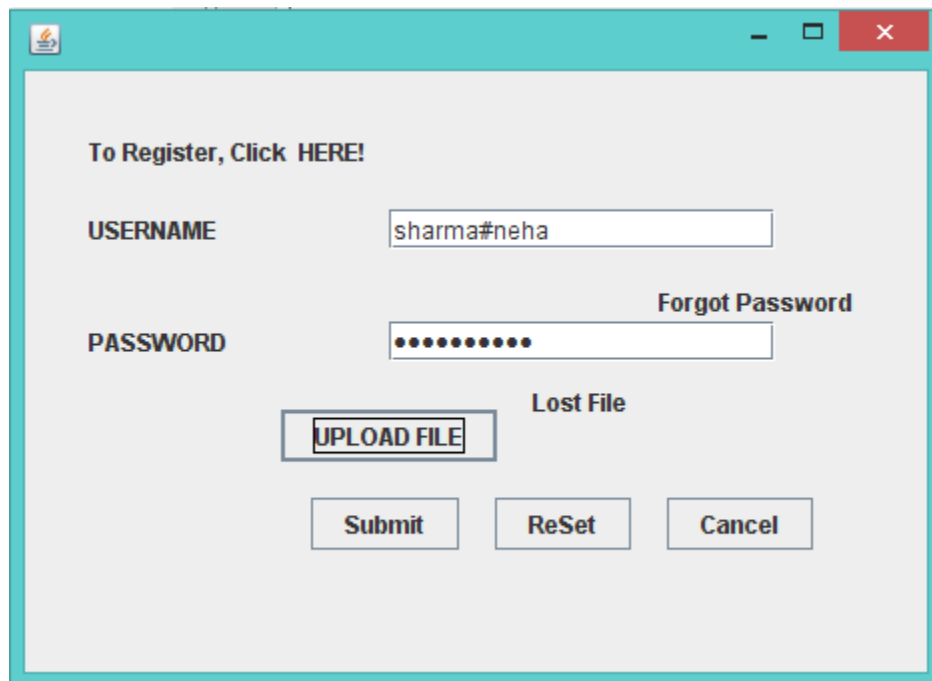 To Register, Click HERE!
USERNAME sharma#neha
Forgot Password
PASSWORD ••••••••••
Lost File
UPLOAD FILE
Submit ReSet Cancel